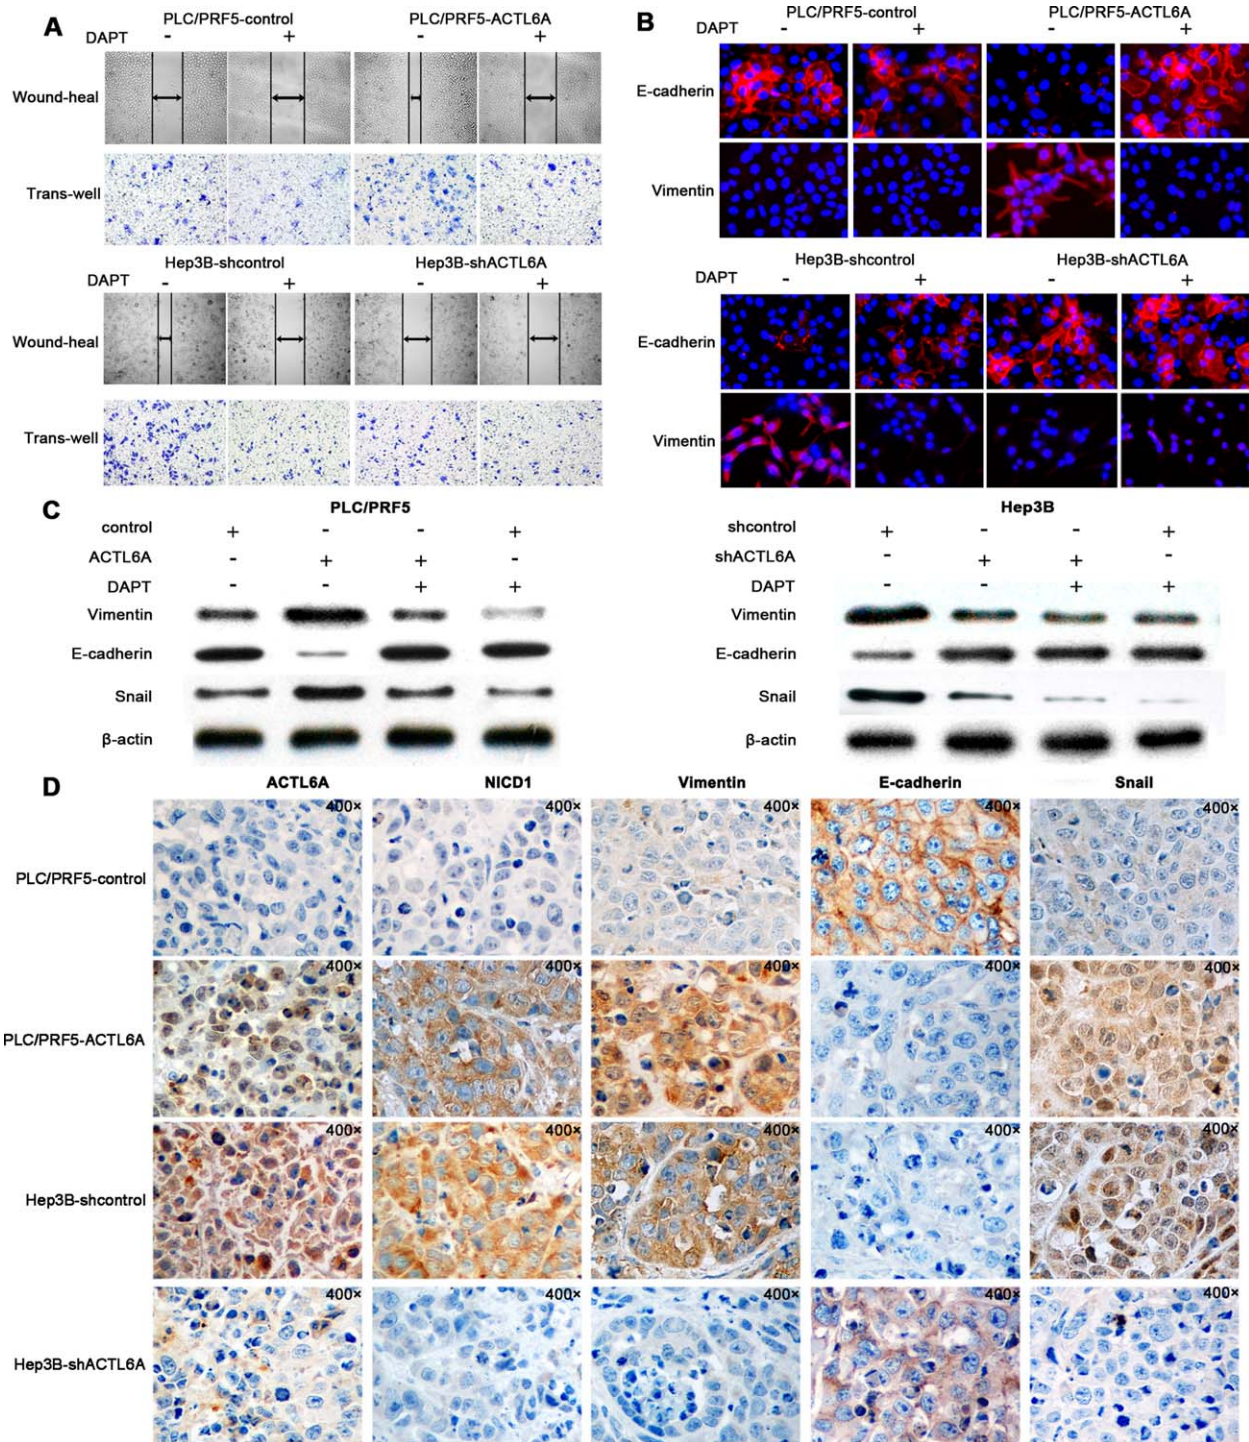 A
PLC/PRF5-control PLC/PRF5-ACTL6A
DAPT - + - +
Wound-heal
Trans-well
Hep3B-shcontrol Hep3B-shACTL6A
DAPT - + - +
Wound-heal
Trans-well
B
PLC/PRF5-control PLC/PRF5-ACTL6A
DAPT - + - +
E-cadherin
Vimentin
Hep3B-shcontrol Hep3B-shACTL6A
DAPT - + - +
E-cadherin
Vimentin
C
PLC/PRF5
control + - - +
ACTL6A - + + -
DAPT - - + +
Vimentin
E-cadherin
Snail
β-actin
Hep3B
shcontrol + - - +
shACTL6A - + + -
DAPT - - + +
Vimentin
E-cadherin
Snail
β-actin
D
ACTL6A NICD1 Vimentin E-cadherin Snail
PLC/PRF5-control 400× 400× 400× 400× 400×
PLC/PRF5-ACTL6A 400× 400× 400× 400× 400×
Hep3B-shcontrol 400× 400× 400× 400× 400×
Hep3B-shACTL6A 400× 400× 400× 400× 400×